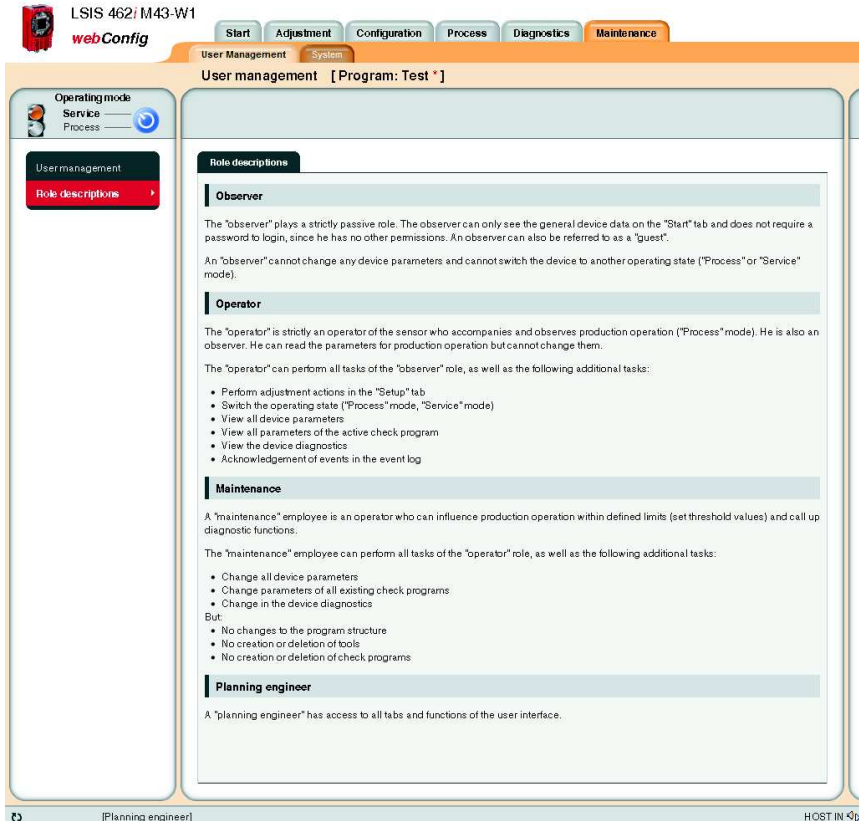 LSIS 462i M43-W1
webConfig
Start Adjustment Configuration Process Diagnostics Maintenance
User Management System
User management [ Program: Test * ]
Operating mode
Service
Process
User management
Role descriptions
Role descriptions
Observer
The "observer" plays a strictly passive role. The observer can only see the general device data on the "Start" tab and does not require a
password to login, since he has no other permissions. An observer can also be referred to as a "guest".
An "observer" cannot change any device parameters and cannot switch the device to another operating state ("Process" or "Service"
mode).
Operator
The "operator" is strictly an operator of the sensor who accompanies and observes production operation ("Process" mode). He is also an
observer. He can read the parameters for production operation but cannot change them.
The "operator" can perform all tasks of the "observer" role, as well as the following additional tasks:
• Perform adjustment actions in the "Setup" tab
• Switch the operating state ("Process" mode, "Service" mode)
• View all device parameters
• View all parameters of the active check program
• View the device diagnostics
• Acknowledgement of events in the event log
Maintenance
A "maintenance" employee is an operator who can influence production operation within defined limits (set threshold values) and call up
diagnostic functions.
The "maintenance" employee can perform all tasks of the "operator" role, as well as the following additional tasks:
• Change all device parameters
• Change parameters of all existing check programs
• Change in the device diagnostics
But:
• No changes to the program structure
• No creation or deletion of tools
• No creation or deletion of check programs
Planning engineer
A "planning engineer" has access to all tabs and functions of the user interface.
[Planning engineer]
HOST IN